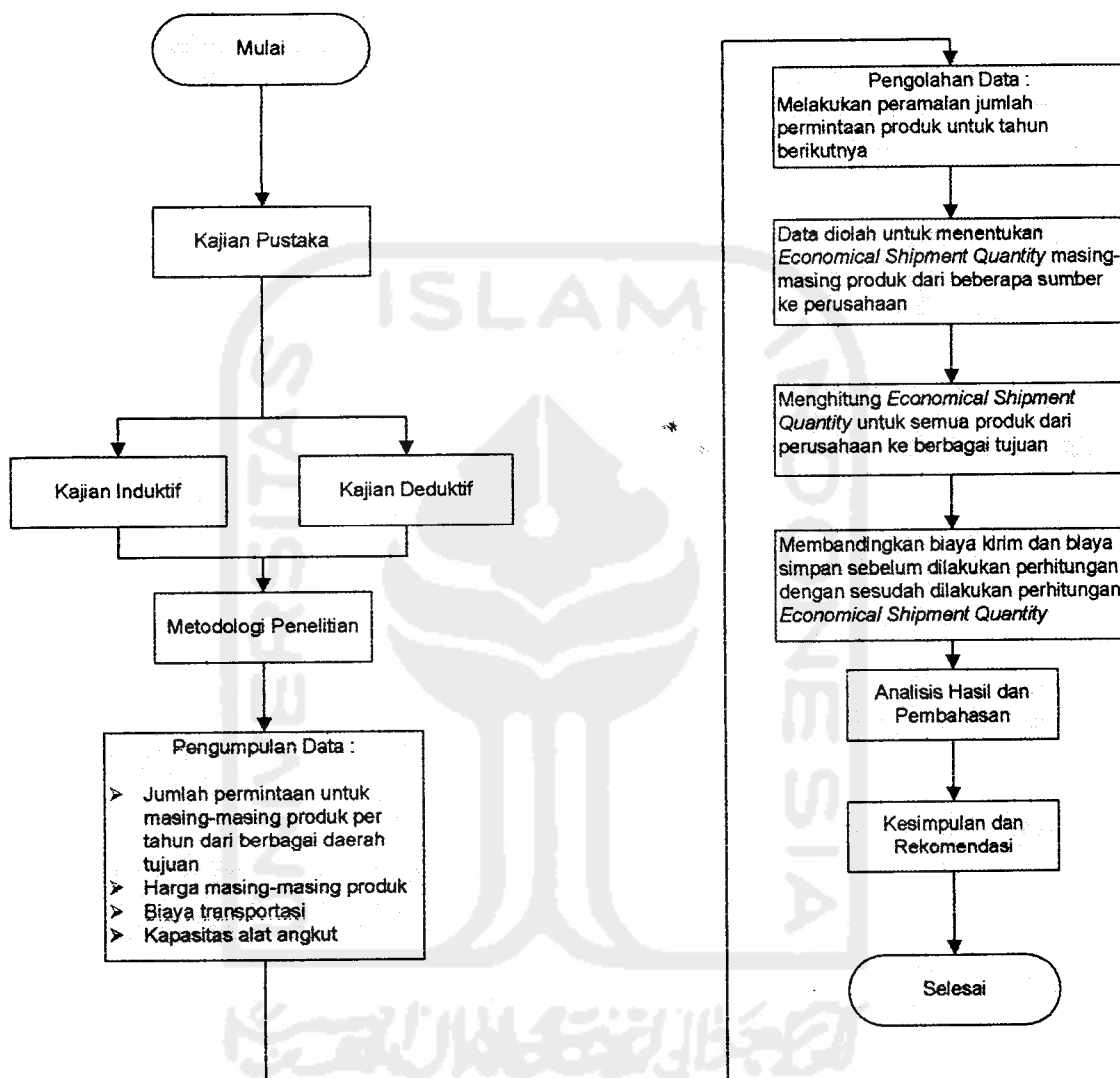 Mulai
Kajian Pustaka
Kajian Induktif
Kajian Deduktif
Metodologi Penelitian
Pengumpulan Data :
➢ Jumlah permintaan untuk
masing-masing produk per
tahun dari berbagai daerah
tujuan
➢ Harga masing-masing produk
➢ Biaya transportasi
➢ Kapasitas alat angkut
Pengolahan Data :
Melakukan peramalan jumlah
permintaan produk untuk tahun
berikutnya
Data diolah untuk menentukan
Economical Shipment Quantity masing-
masing produk dari beberapa sumber
ke perusahaan
Menghitung Economical Shipment
Quantity untuk semua produk dari
perusahaan ke berbagai tujuan
Membandingkan biaya kirim dan biaya
simpan sebelum dilakukan perhitungan
dengan sesudah dilakukan perhitungan
Economical Shipment Quantity
Analisis Hasil dan
Pembahasan
Kesimpulan dan
Rekomendasi
Selesai
UNIVERSITAS
ISLAM
INDONESIA